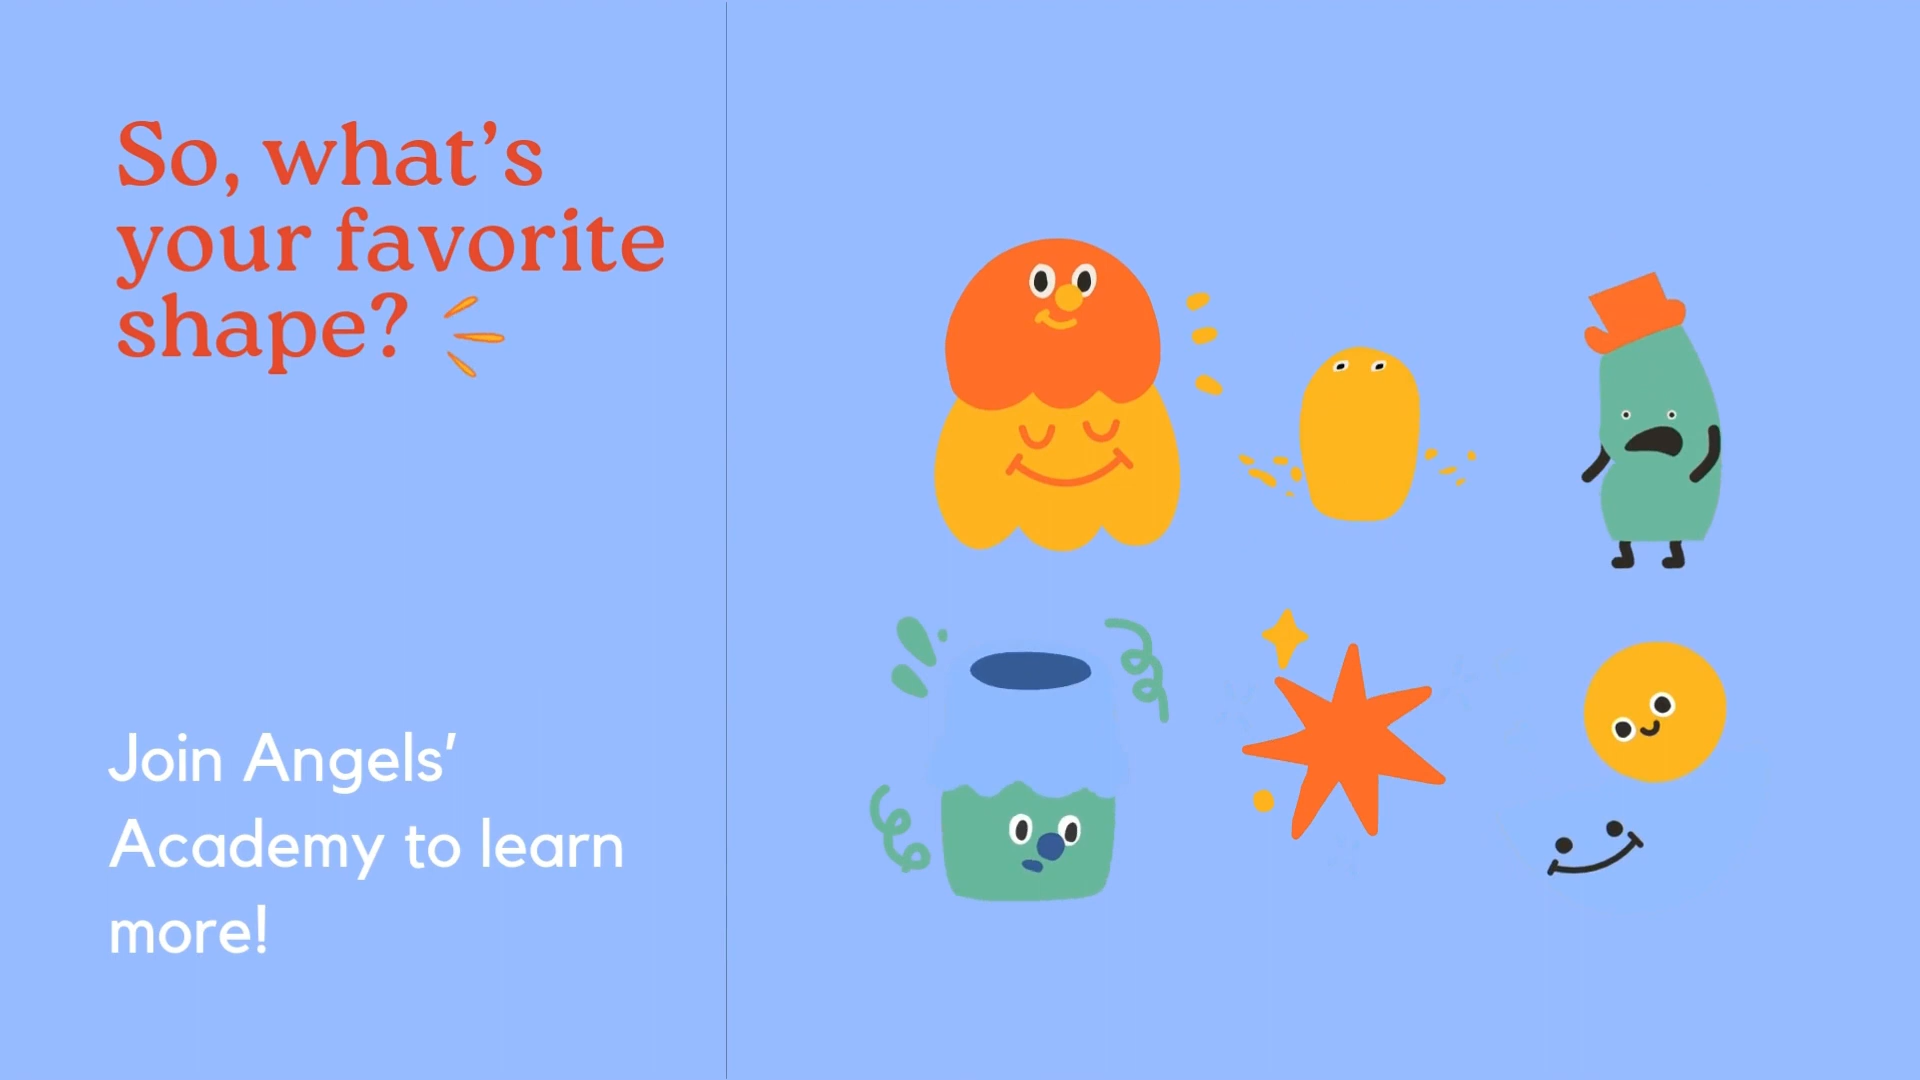 So, what’s
your favorite
shape?
Join Angels’
Academy to learn
more!